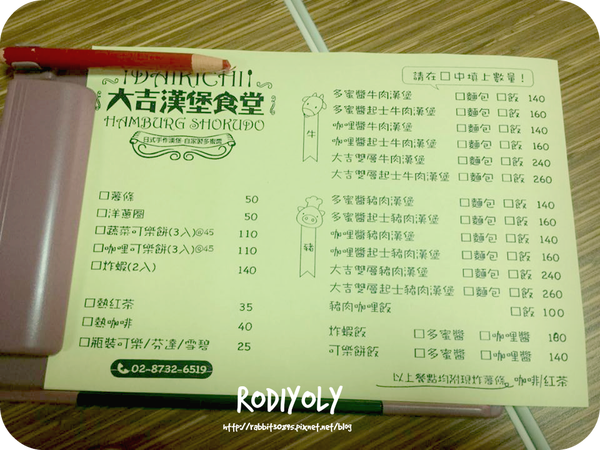 DAIKICHI
大吉漢堡食堂
HAMBURG SHOKUDO
日式手作漢堡‧自家製多蜜醬
□薯條 50
□洋蔥圈 50
□蔬菜可樂餅(3入)@45 110
□咖哩可樂餅(3入)@45 110
□炸蝦(2入) 140
□熱紅茶 35
□熱咖啡 40
□瓶裝可樂/芬達/雪碧 25
02-8732-6519
請在□中填上數量!
牛
多蜜醬牛肉漢堡 □麵包 □飯 140
多蜜醬起士牛肉漢堡 □麵包 □飯 160
咖哩醬牛肉漢堡 □麵包 □飯 140
咖哩醬起士牛肉漢堡 □麵包 □飯 160
大吉雙層牛肉漢堡 □麵包 □飯 240
大吉雙層起士牛肉漢堡 □麵包 □飯 260
豬
多蜜醬豬肉漢堡 □麵包 □飯 140
多蜜醬起士豬肉漢堡 □麵包 □飯 160
咖哩醬豬肉漢堡 □麵包 □飯 140
咖哩醬起士豬肉漢堡 □麵包 □飯 160
大吉雙層豬肉漢堡 □麵包 □飯 240
大吉雙層起士豬肉漢堡 □麵包 □飯 260
豬肉咖哩飯 □飯 100
炸蝦飯 □多蜜醬 □咖哩醬 180
可樂餅飯 □多蜜醬 □咖哩醬 140
以上餐點均附現炸薯條 咖啡/紅茶
RODIYOLY
http://rabbit30595.pixnet.net/blog